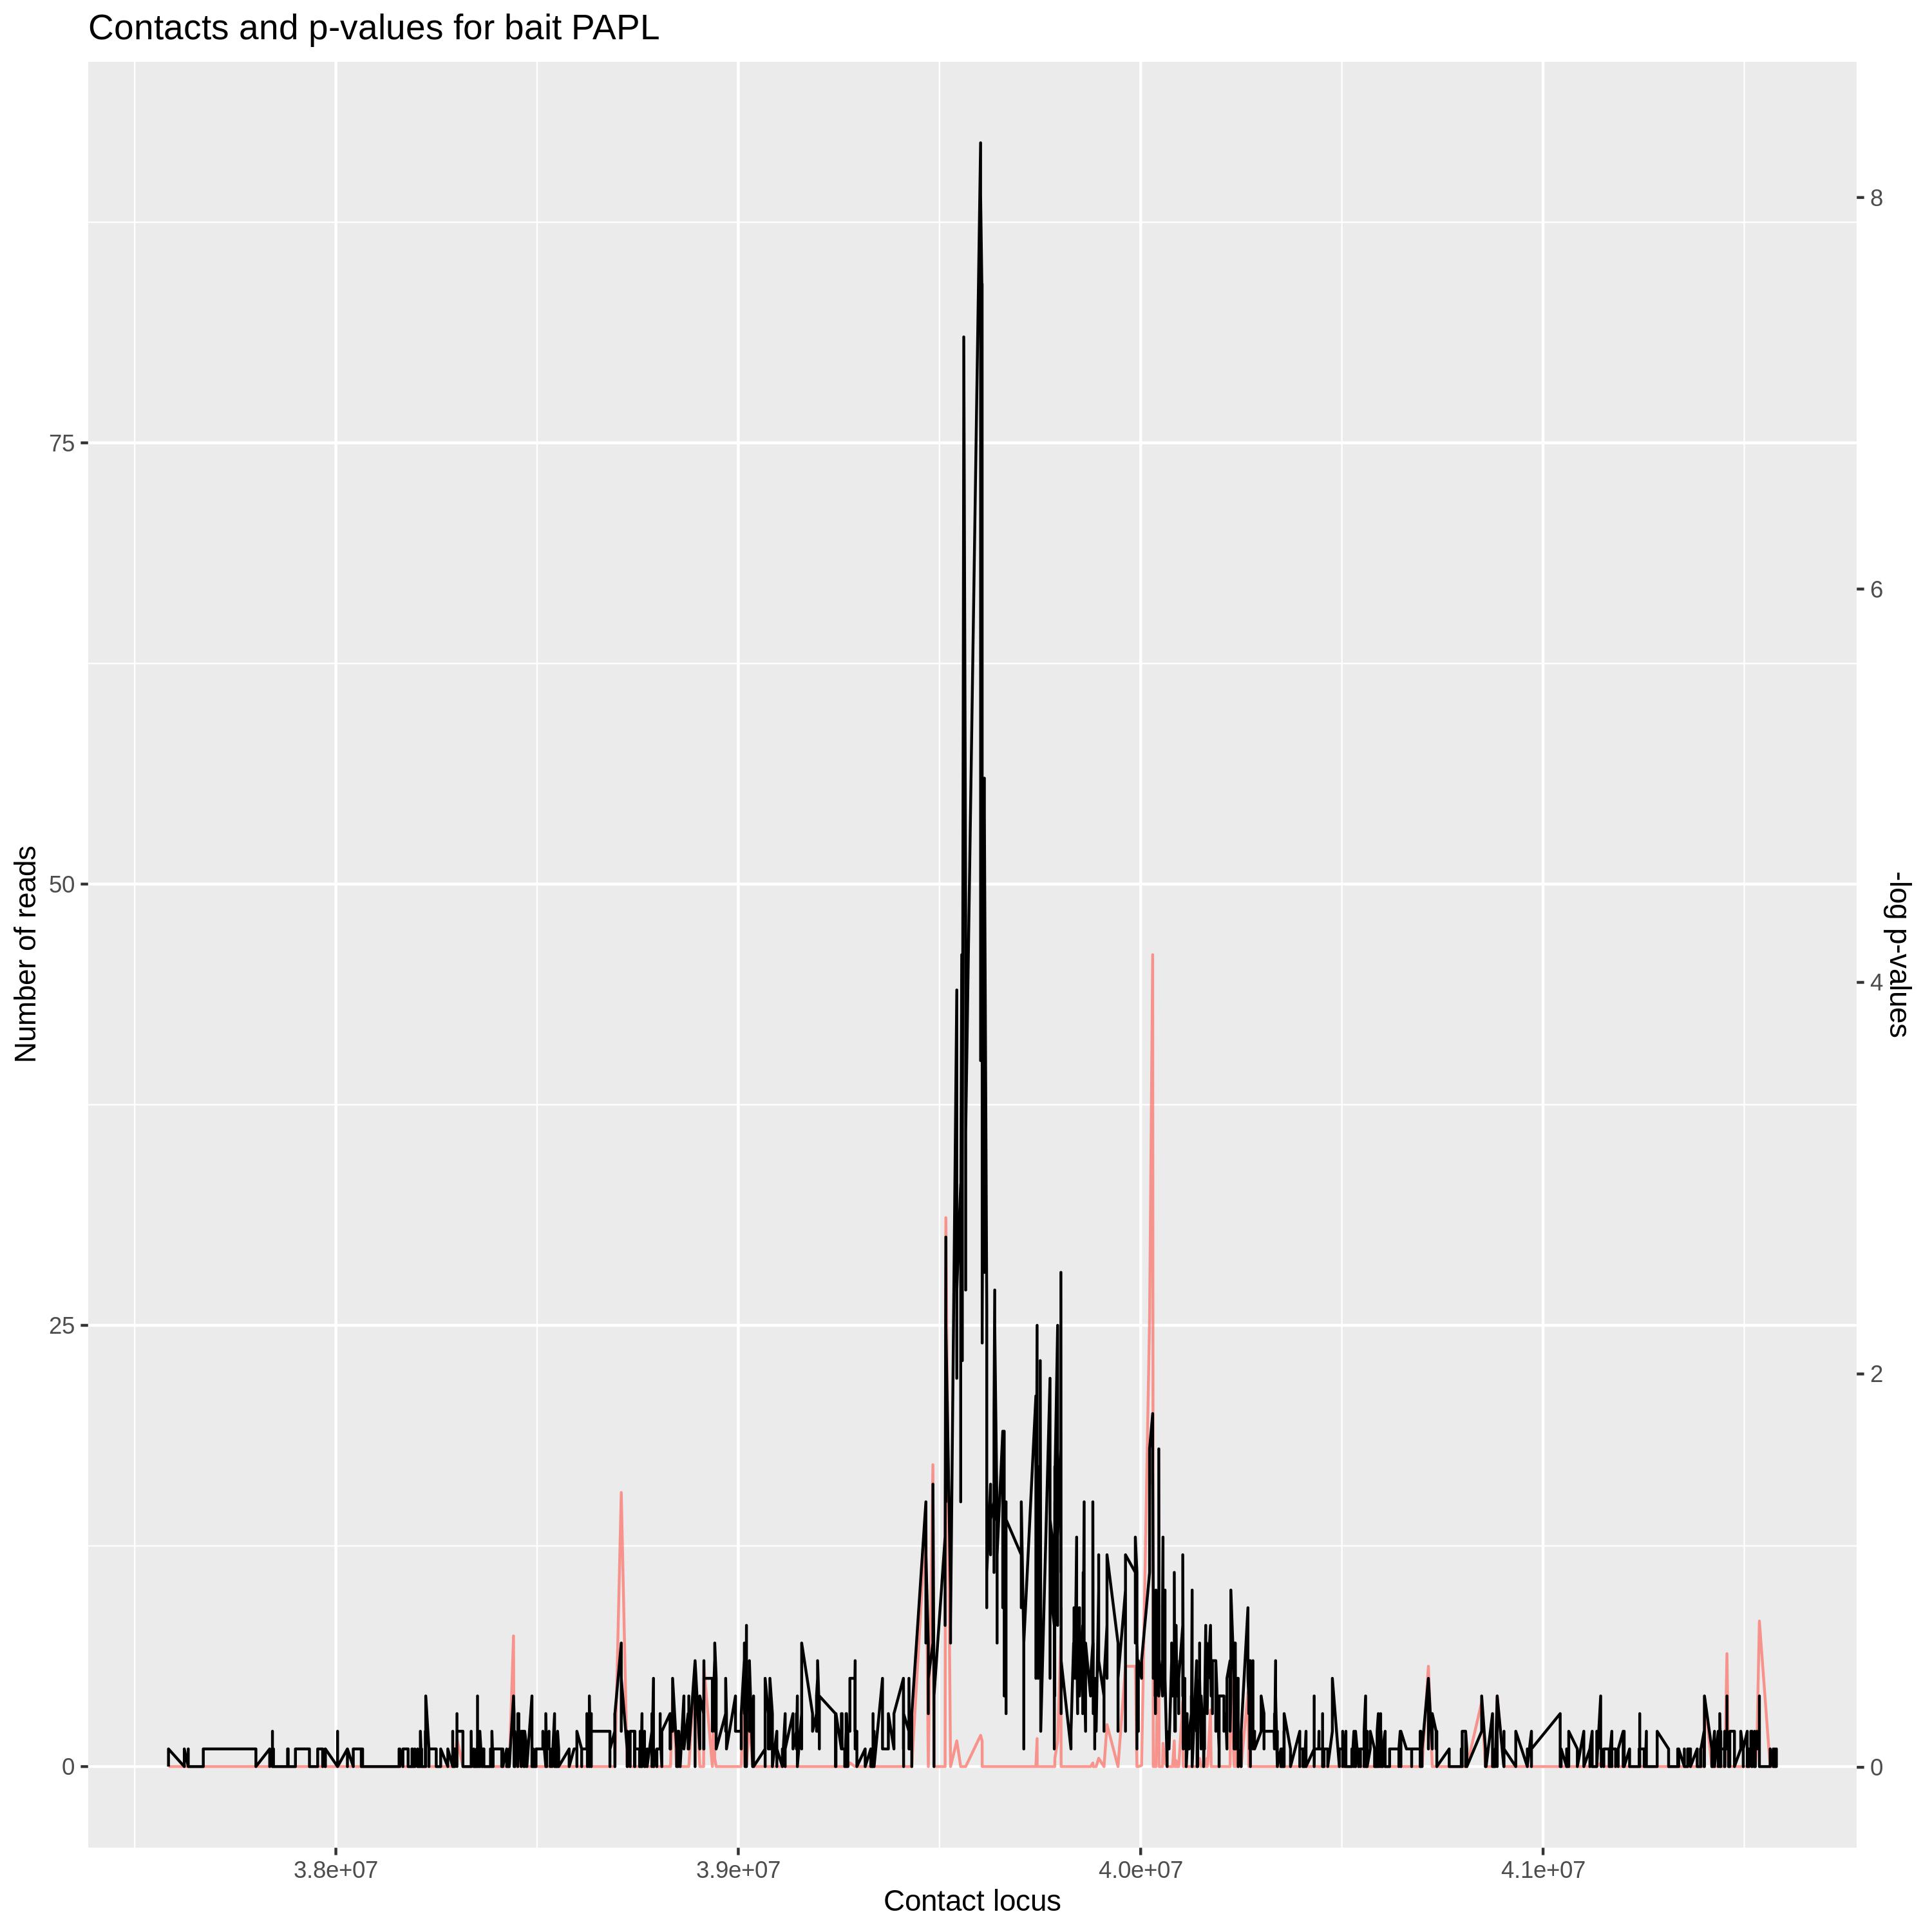 Contacts and p-values for bait PAPL
75
50
25
0
8
6
4
2
0
Number of reads
-log p-values
3.8e+07
3.9e+07
4.0e+07
4.1e+07
Contact locus